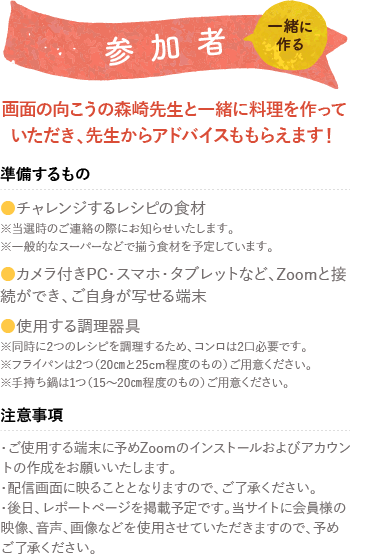 参加者
一緒に
作る
画面の向こうの森崎先生と一緒に料理を作って
いただき、先生からアドバイスももらえます！
準備するもの
●チャレンジするレシピの食材
※当選時のご連絡の際にお知らせいたします。
※一般的なスーパーなどで揃う食材を予定しています。
●カメラ付きPC・スマホ・タブレットなど、Zoomと接
続ができ、ご自身が写せる端末
●使用する調理器具
※同時に2つのレシピを調理するため、コンロは2口必要です。
※フライパンは2つ（20㎝と25cm程度のもの）ご用意ください。
※手持ち鍋は1つ（15～20㎝程度のもの）ご用意ください。
注意事項
・ご使用する端末に予めZoomのインストールおよびアカウン
トの作成をお願いいたします。
・配信画面に映ることとなりますので、ご了承ください。
・後日、レポートページを掲載予定です。当サイトに会員様の
映像、音声、画像などを使用させていただきますので、予め
ご了承ください。